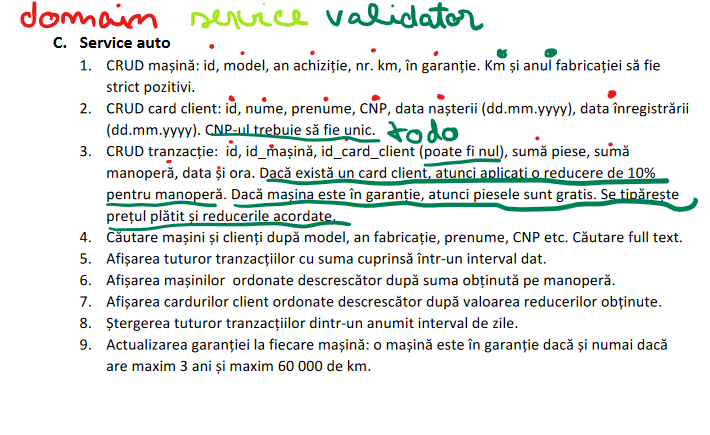 domain service validator
C. Service auto
1. CRUD mașină: id, model, an achiziție, nr. km, în garanție. Km și anul fabricației să fie
strict pozitivi.
2. CRUD card client: id, nume, prenume, CNP, data nașterii (dd.mm.yyyy), data înregistrării
(dd.mm.yyyy). CNP-ul trebuie să fie unic. todo
3. CRUD tranzacție: id, id_mașină, id_card_client (poate fi nul), sumă piese, sumă
manoperă, data și ora. Dacă există un card client, atunci aplicați o reducere de 10%
pentru manoperă. Dacă mașina este în garanție, atunci piesele sunt gratis. Se tipărește
prețul plătit și reducerile acordate.
4. Căutare mașini și clienți după model, an fabricație, prenume, CNP etc. Căutare full text.
5. Afișarea tuturor tranzacțiilor cu suma cuprinsă într-un interval dat.
6. Afișarea mașinilor ordonate descrescător după suma obținută pe manoperă.
7. Afișarea cardurilor client ordonate descrescător după valoarea reducerilor obținute.
8. Ștergerea tuturor tranzacțiilor dintr-un anumit interval de zile.
9. Actualizarea garanției la fiecare mașină: o mașină este în garanție dacă și numai dacă
are maxim 3 ani și maxim 60 000 de km.